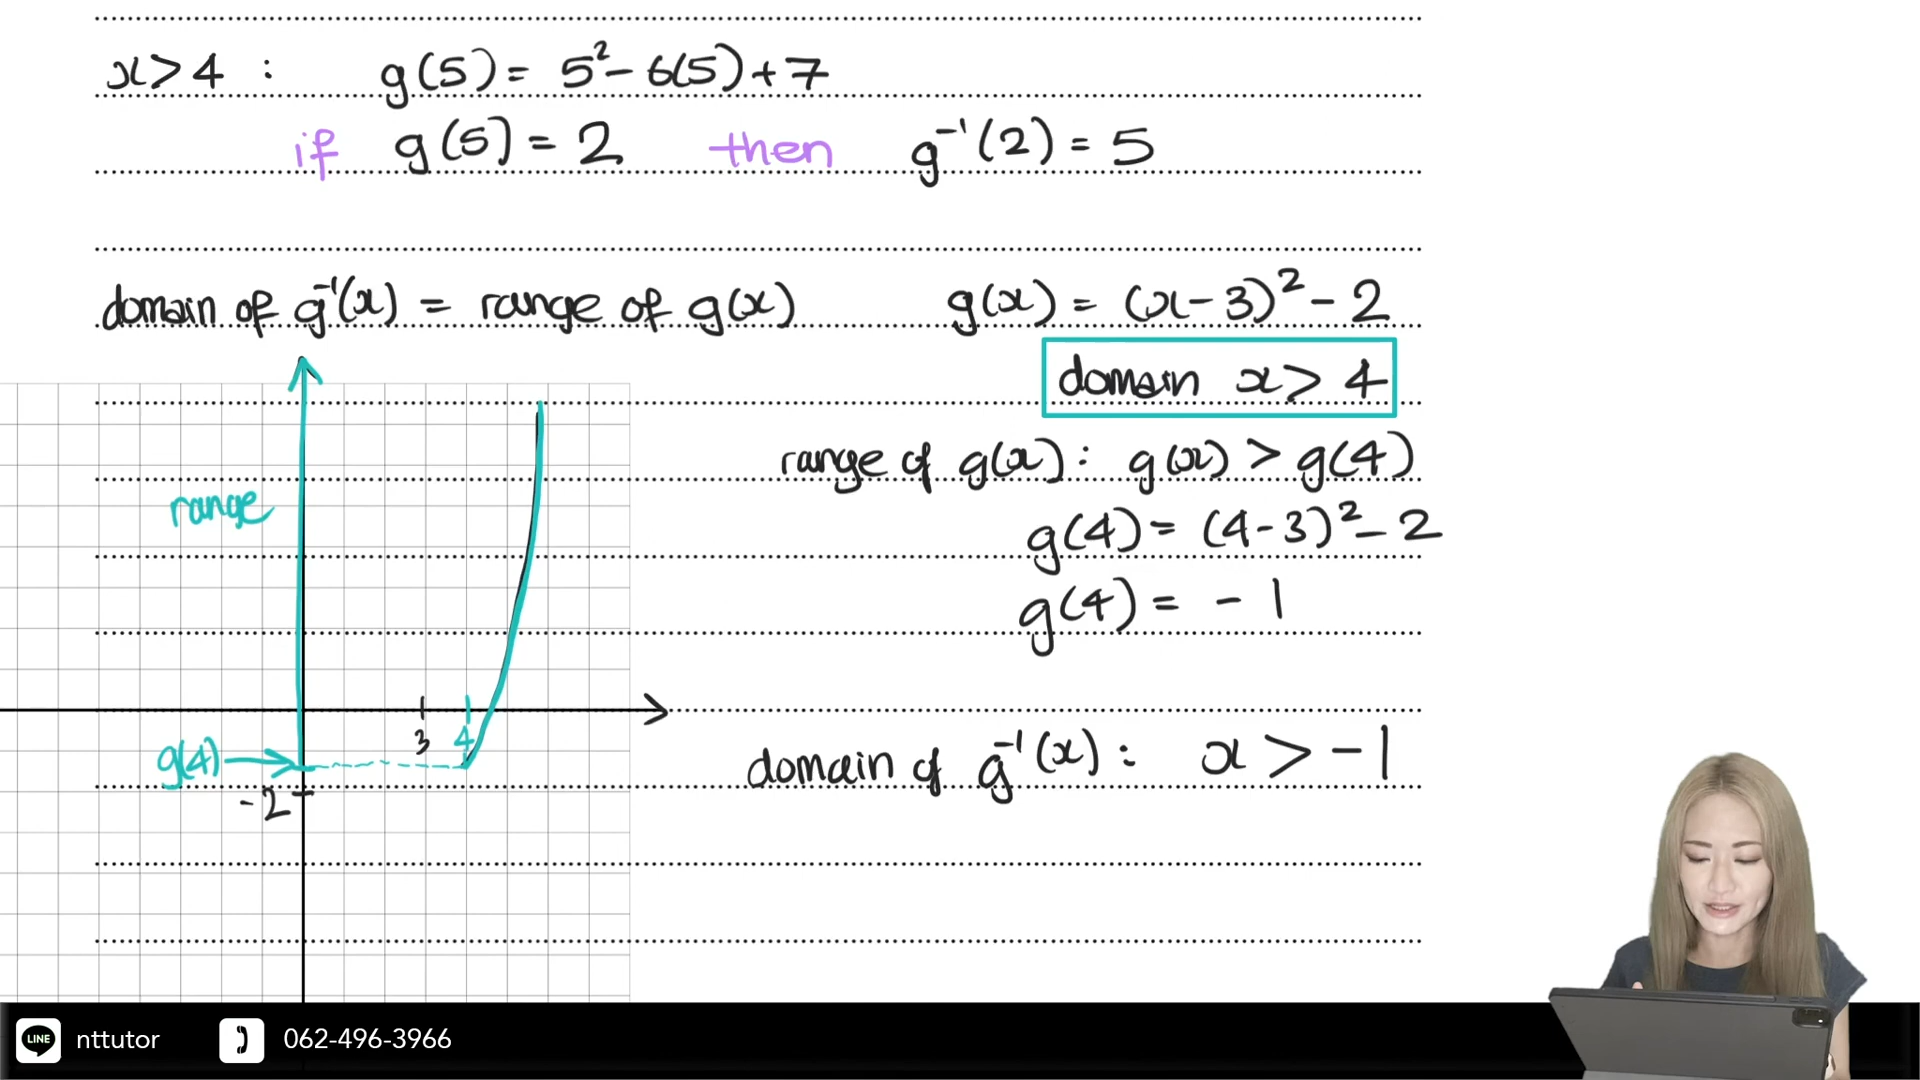 x > 4 : g(5) = 5² - 6(5) + 7
if g(5) = 2 then g⁻¹(2) = 5
domain of g⁻¹(x) = range of g(x)
g(x) = (x - 3)² - 2
domain x > 4
range of g(x) : g(x) > g(4)
range
g(4) = (4 - 3)² - 2
g(4) = - 1
3 4
g(4)
-2
domain of g⁻¹(x) : x > -1
LINE nttutor 062-496-3966